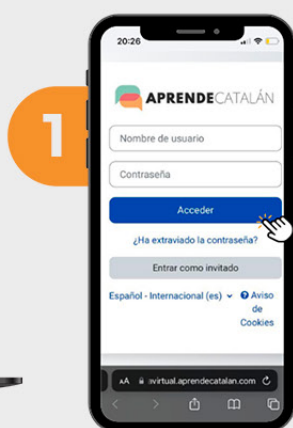 1
20:26
APRENDECATALÁN
Nombre de usuario
Contraseña
Acceder
¿Ha extraviado la contraseña?
Entrar como invitado
Español - Internacional (es)
Aviso
de
Cookies
AA
virtual.aprendecatalan.com